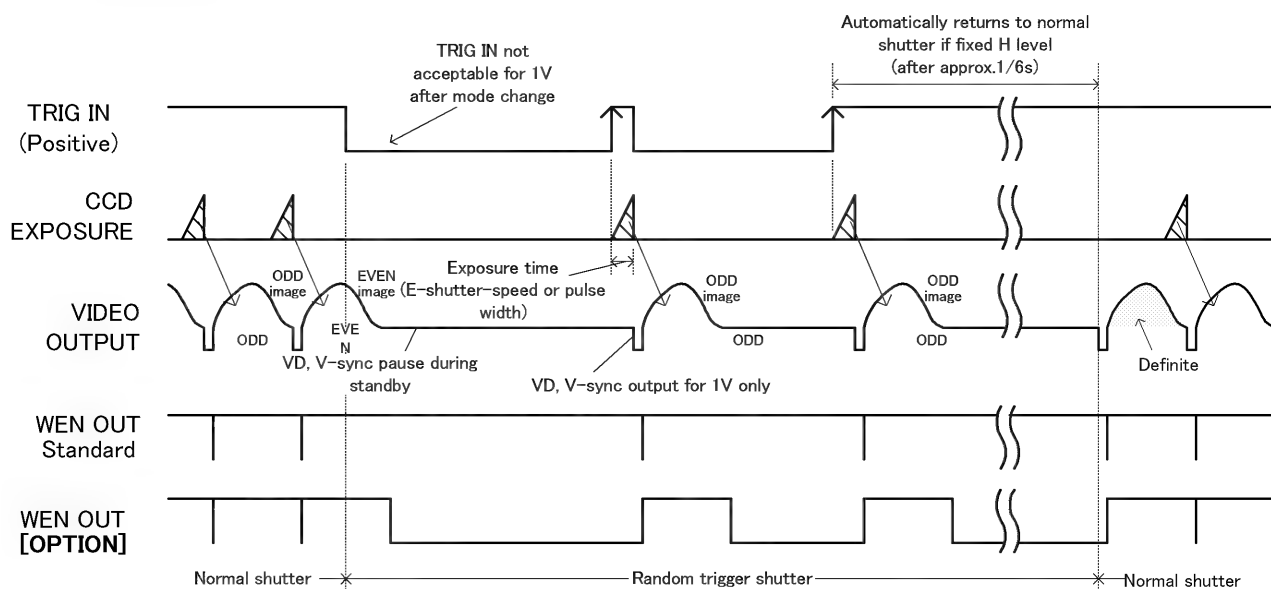 Automatically returns to normal
shutter if fixed H level
(after approx.1/6s)
TRIG IN not
acceptable for 1V
after mode change
TRIG IN
(Positive)
CCD
EXPOSURE
Exposure time
(E-shutter-speed or pulse
width)
ODD
image
EVEN
image
ODD
image
ODD
image
VIDEO
OUTPUT
ODD
EVE
N
ODD
ODD
VD, V-sync pause during
standby
VD, V-sync output for 1V only
Definite
WEN OUT
Standard
WEN OUT
[OPTION]
Normal shutter
Random trigger shutter
Normal shutter